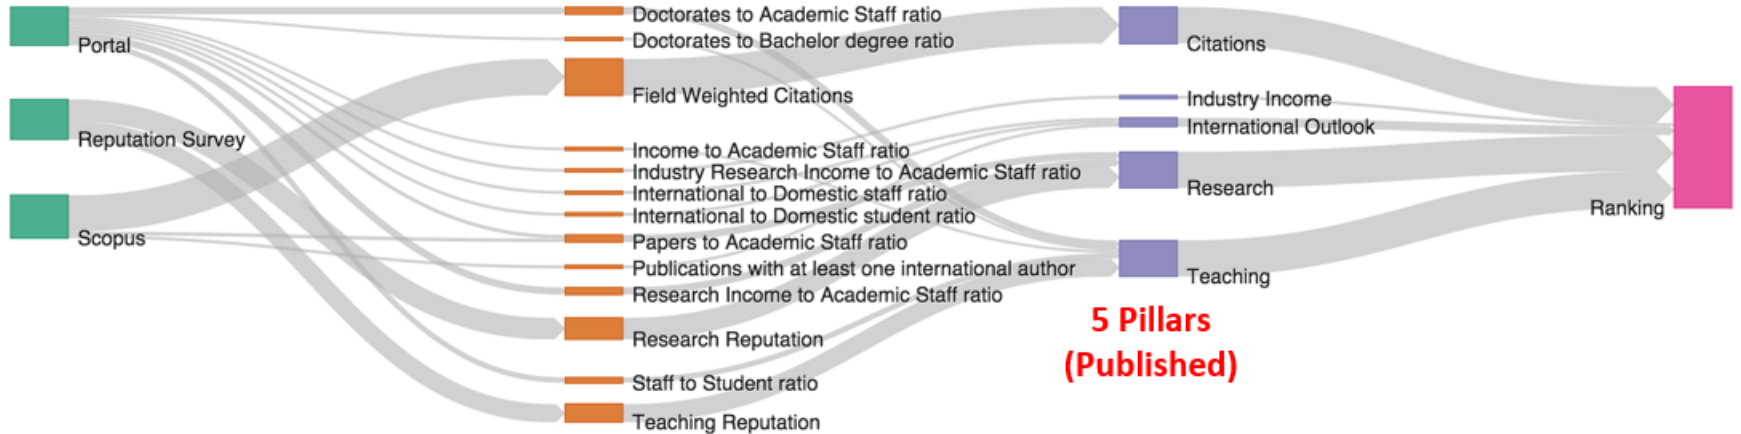 Portal
Reputation Survey
Scopus
Doctorates to Academic Staff ratio
Doctorates to Bachelor degree ratio
Field Weighted Citations
Income to Academic Staff ratio
Industry Research Income to Academic Staff ratio
International to Domestic staff ratio
International to Domestic student ratio
Papers to Academic Staff ratio
Publications with at least one international author
Research Income to Academic Staff ratio
Research Reputation
Staff to Student ratio
Teaching Reputation
Citations
Industry Income
International Outlook
Research
Teaching
5 Pillars
(Published)
Ranking